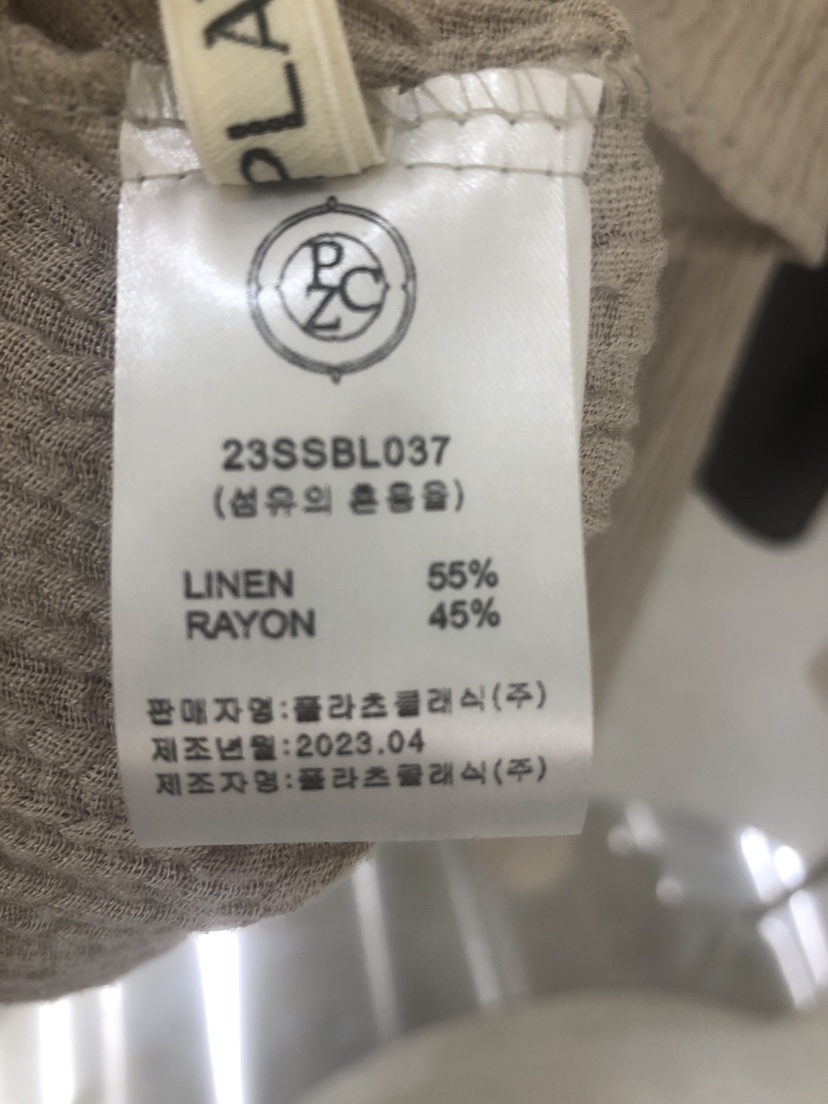 PLA
PCZ
23SSBL037
(섬유의 혼용율)
LINEN 55%
RAYON 45%
판매자명:플라츠클래식(주)
제조년월:2023.04
제조자명:플라츠클래식(주)